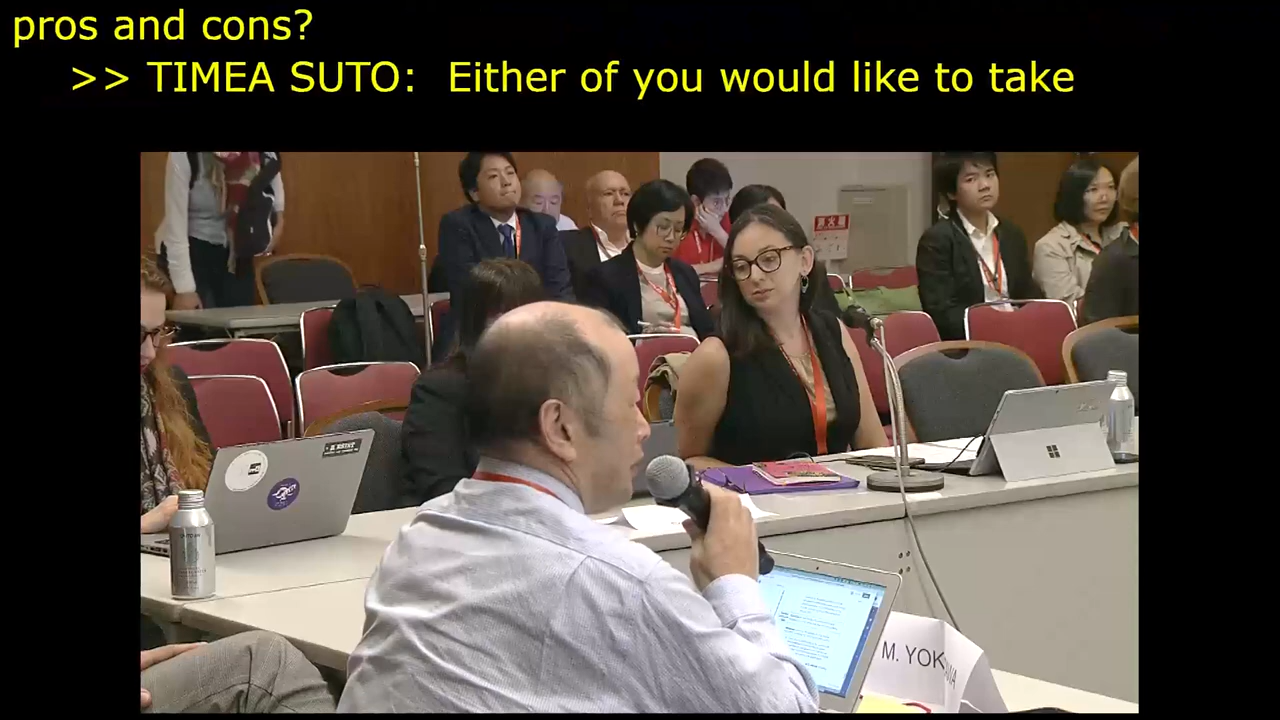 pros and cons?
>> TIMEA SUTO:  Either of you would like to take
M. YOK